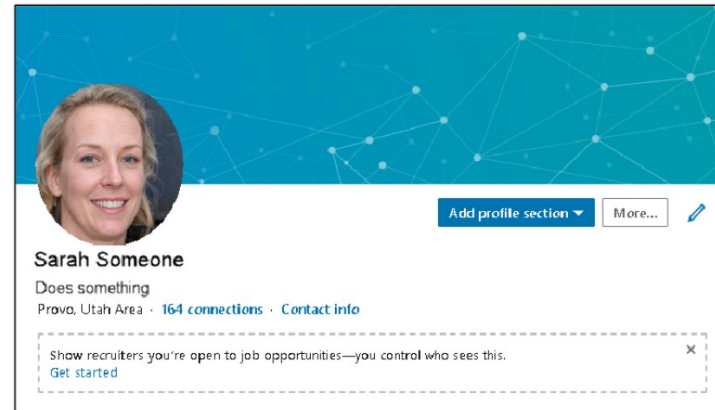 Add profile section
More...
Sarah Someone
Does something
Provo, Utah Area · 164 connections · Contact info
Show recruiters you're open to job opportunities—you control who sees this.
Get started